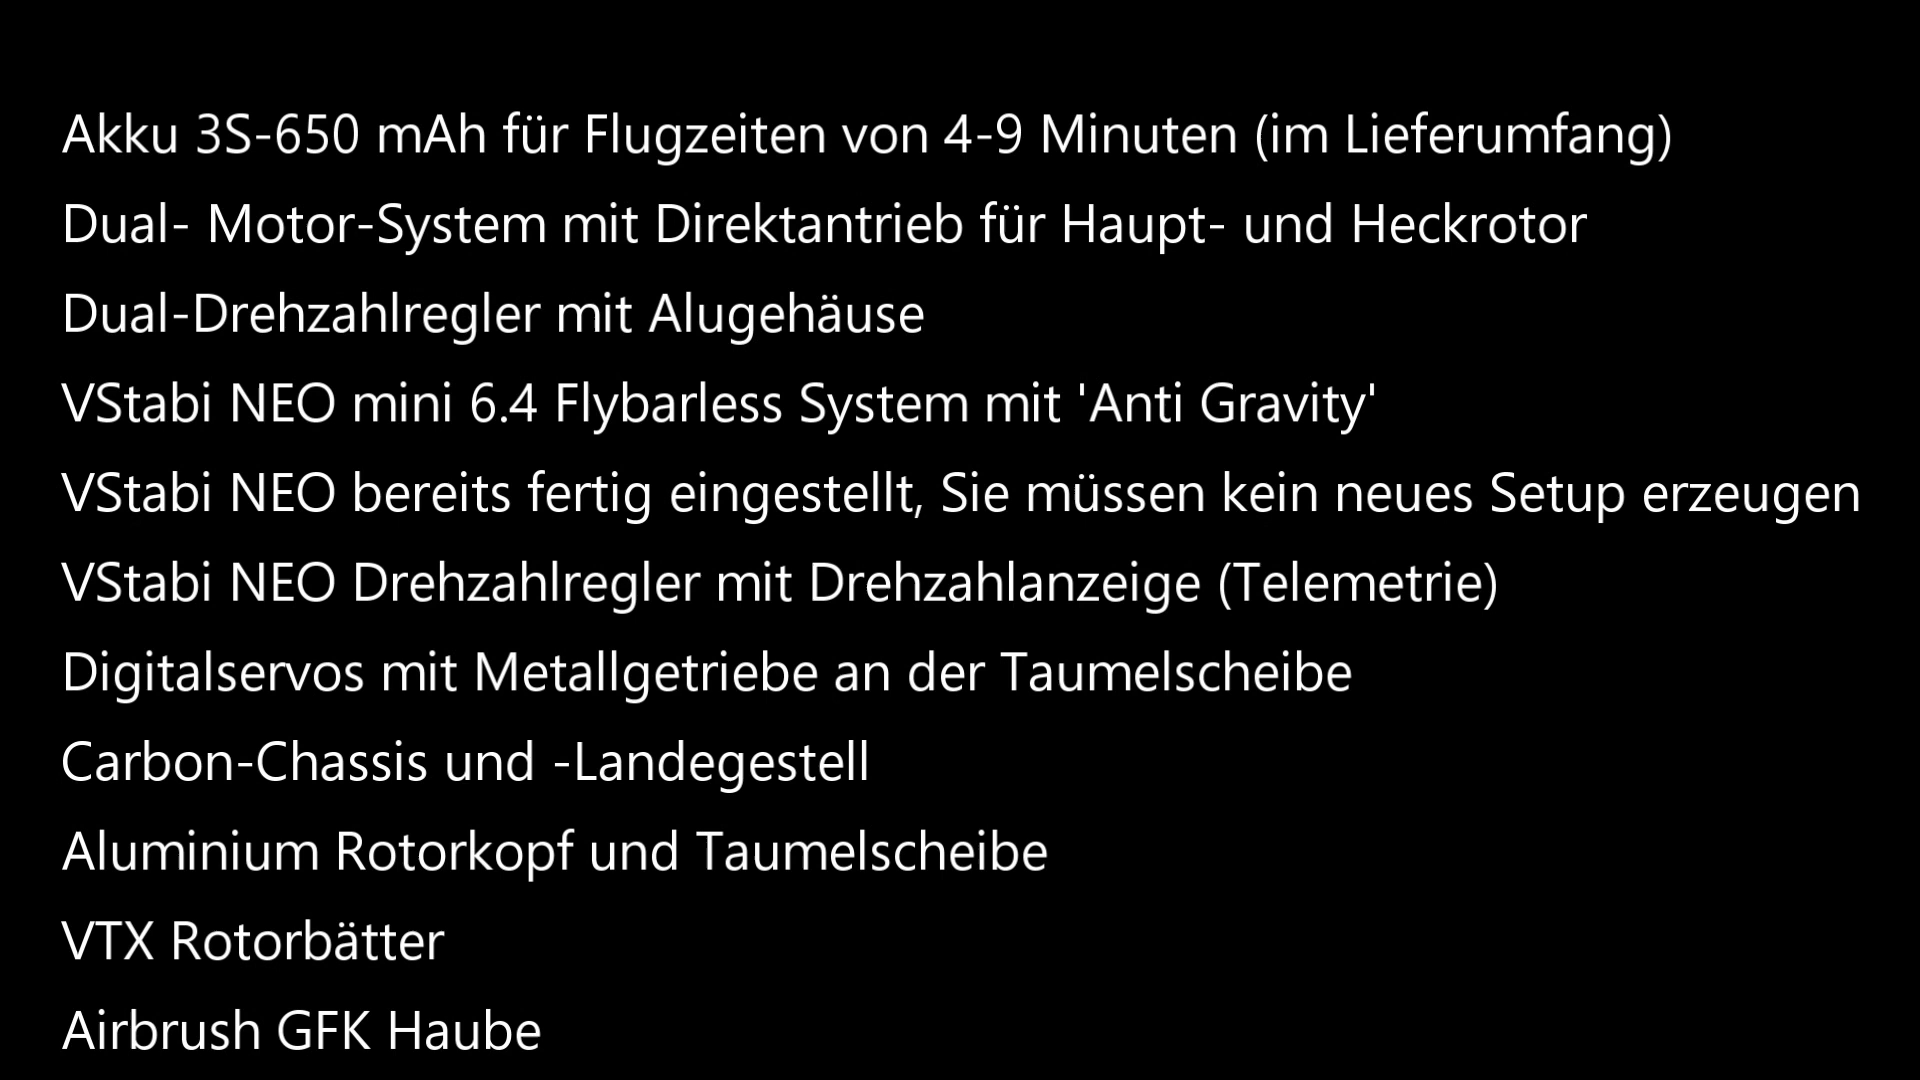 Akku 3S-650 mAh für Flugzeiten von 4-9 Minuten (im Lieferumfang)
Dual- Motor-System mit Direktantrieb für Haupt- und Heckrotor
Dual-Drehzahlregler mit Alugehäuse
VStabi NEO mini 6.4 Flybarless System mit 'Anti Gravity'
VStabi NEO bereits fertig eingestellt, Sie müssen kein neues Setup erzeugen
VStabi NEO Drehzahlregler mit Drehzahlanzeige (Telemetrie)
Digitalservos mit Metallgetriebe an der Taumelscheibe
Carbon-Chassis und -Landegestell
Aluminium Rotorkopf und Taumelscheibe
VTX Rotorbätter
Airbrush GFK Haube